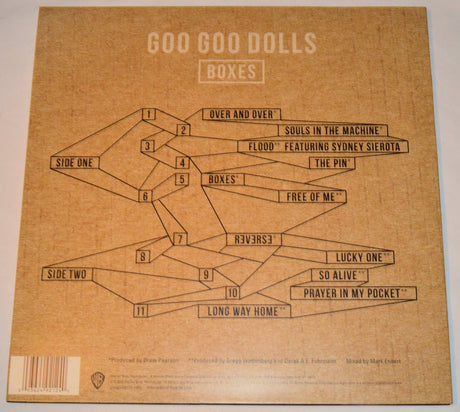 GOO GOO DOLLS
BOXES
1 OVER AND OVER*
2 SOULS IN THE MACHINE*
3 FLOOD** FEATURING SYDNEY SIEROTA
SIDE ONE 4 THE PIN*
5 BOXES*
6 FREE OF ME**
7 REVERSE*
8 LUCKY ONE**
SIDE TWO 9 SO ALIVE**
10 PRAYER IN MY POCKET**
11 LONG WAY HOME**
*Produced by Drew Pearson **Produced by Gregg Wattenberg and Derek A.E. Fuhrmann Mixed by Mark Endert